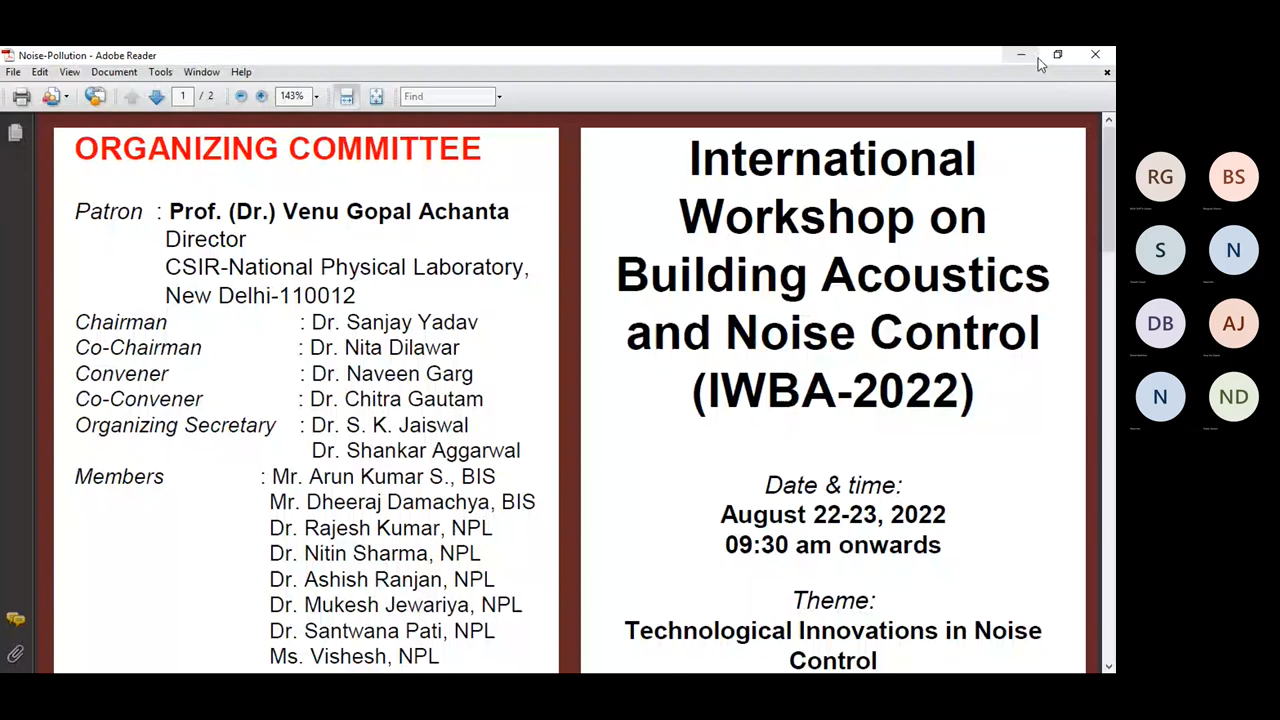 Noise-Pollution - Adobe Reader
File Edit View Document Tools Window Help
1 / 2 143% Find
ORGANIZING COMMITTEE
Patron : Prof. (Dr.) Venu Gopal Achanta
Director
CSIR-National Physical Laboratory,
New Delhi-110012
Chairman : Dr. Sanjay Yadav
Co-Chairman : Dr. Nita Dilawar
Convener : Dr. Naveen Garg
Co-Convener : Dr. Chitra Gautam
Organizing Secretary : Dr. S. K. Jaiswal
Dr. Shankar Aggarwal
Members : Mr. Arun Kumar S., BIS
Mr. Dheeraj Damachya, BIS
Dr. Rajesh Kumar, NPL
Dr. Nitin Sharma, NPL
Dr. Ashish Ranjan, NPL
Dr. Mukesh Jewariya, NPL
Dr. Santwana Pati, NPL
Ms. Vishesh, NPL
International
Workshop on
Building Acoustics
and Noise Control
(IWBA-2022)
Date & time:
August 22-23, 2022
09:30 am onwards
Theme:
Technological Innovations in Noise
Control
RG BS
S N
DB AJ
N ND